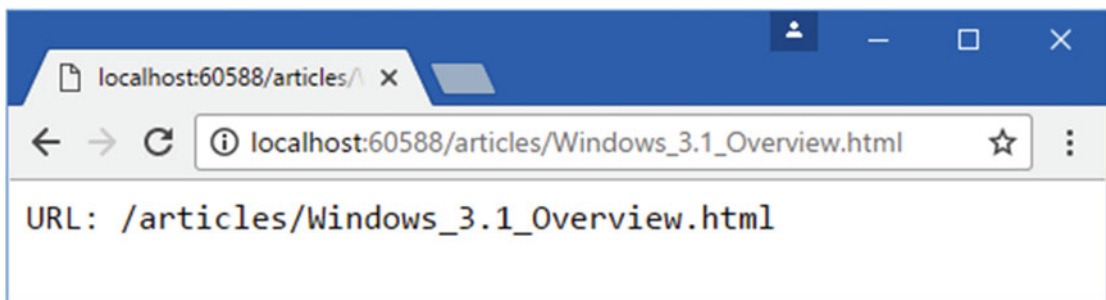 localhost:60588/articles/
localhost:60588/articles/Windows_3.1_Overview.html
URL: /articles/Windows_3.1_Overview.html